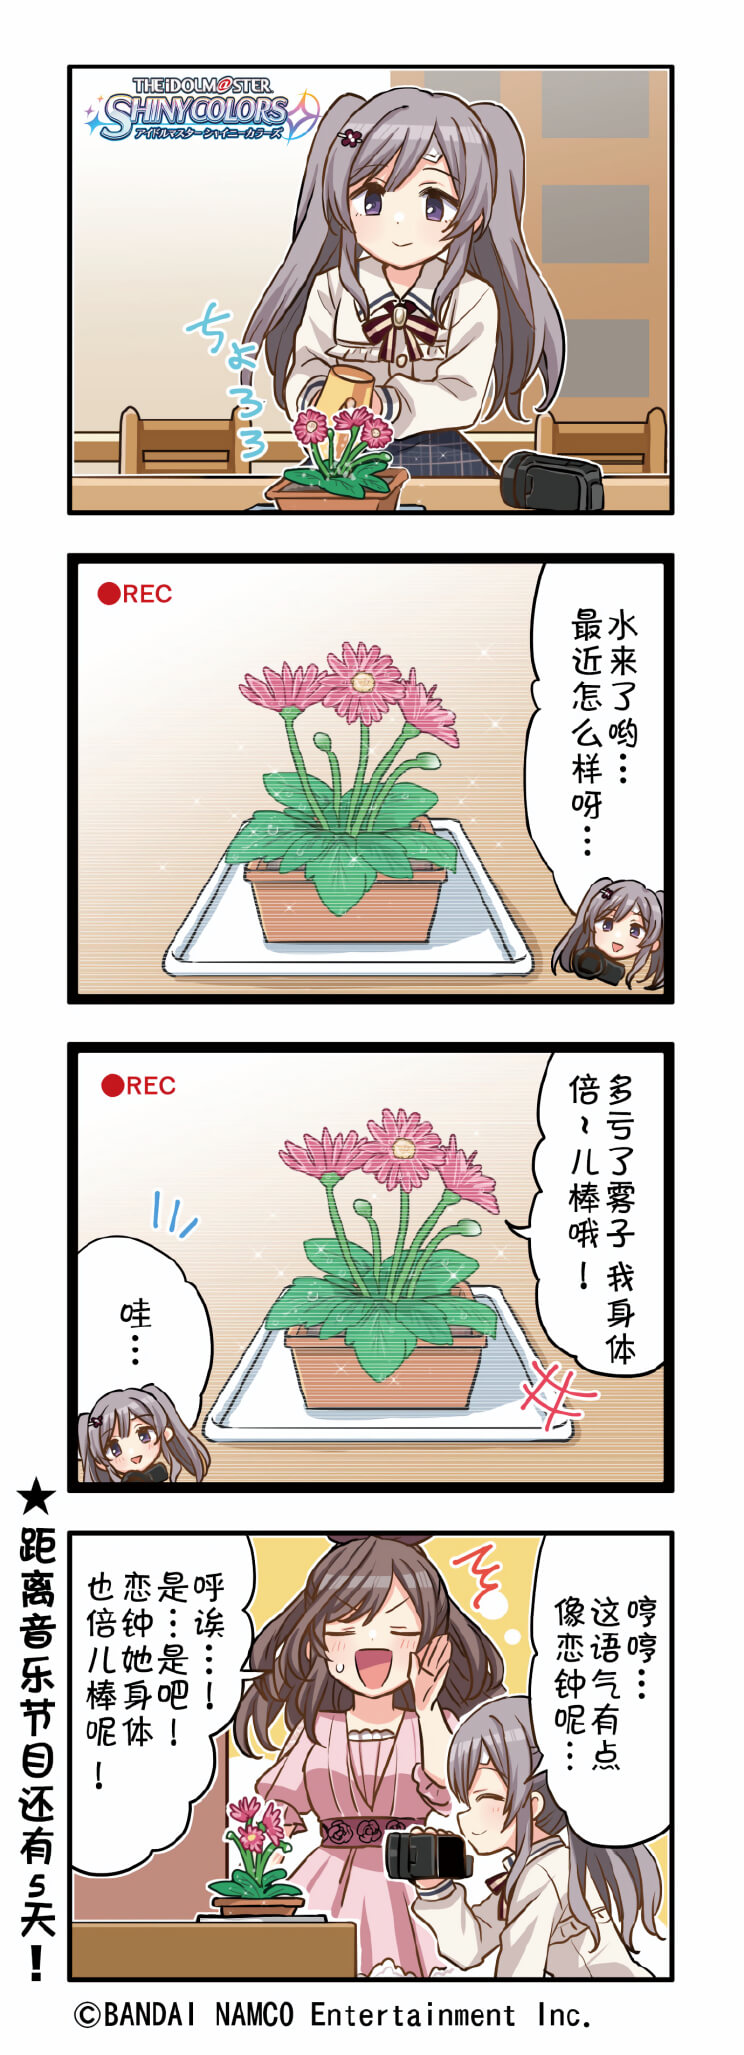 THE iDOLM@STER
SHINYCOLORS
アイドルマスター シャイニーカラーズ
ちょろろ
REC
水来了哟…
最近怎么样呀…
REC
多亏了雾子 我身体
倍～儿棒哦！
哇…
哼哼…
这语气有点
像恋钟呢…
呼诶…！
是…是吧！
恋钟她身体
也倍儿棒呢！
★距离音乐节目还有5天！
©BANDAI NAMCO Entertainment Inc.